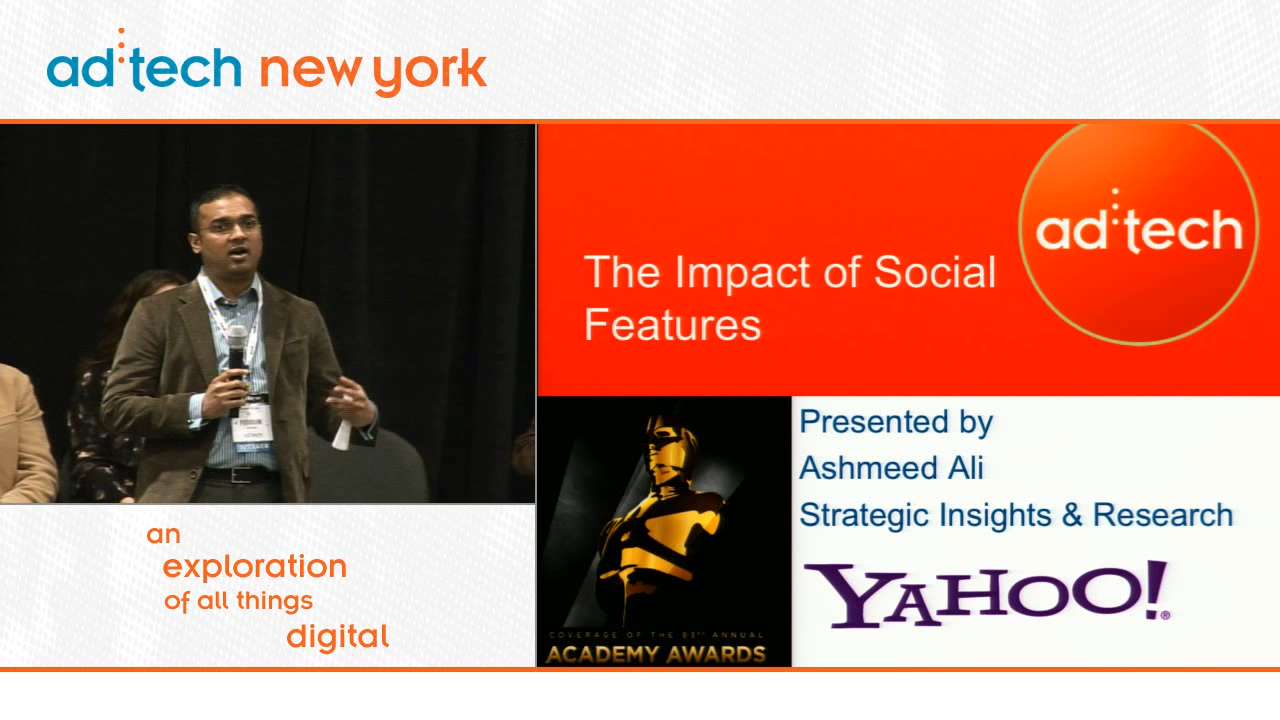 ad:tech new york
The Impact of Social
Features
ad:tech
Presented by
Ashmeed Ali
Strategic Insights & Research
YAHOO!®
COVERAGE OF THE 83RD ANNUAL
ACADEMY AWARDS
an
exploration
of all things
digital